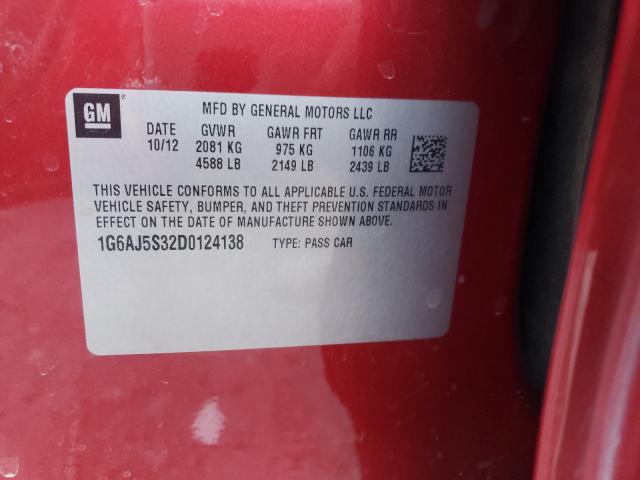 GM
MFD BY GENERAL MOTORS LLC
DATE GVWR GAWR FRT GAWR RR
10/12 2081 KG 975 KG 1106 KG
4588 LB 2149 LB 2439 LB
THIS VEHICLE CONFORMS TO ALL APPLICABLE U.S. FEDERAL MOTOR
VEHICLE SAFETY, BUMPER, AND THEFT PREVENTION STANDARDS IN
EFFECT ON THE DATE OF MANUFACTURE SHOWN ABOVE.
1G6AJ5S32D0124138 TYPE: PASS CAR